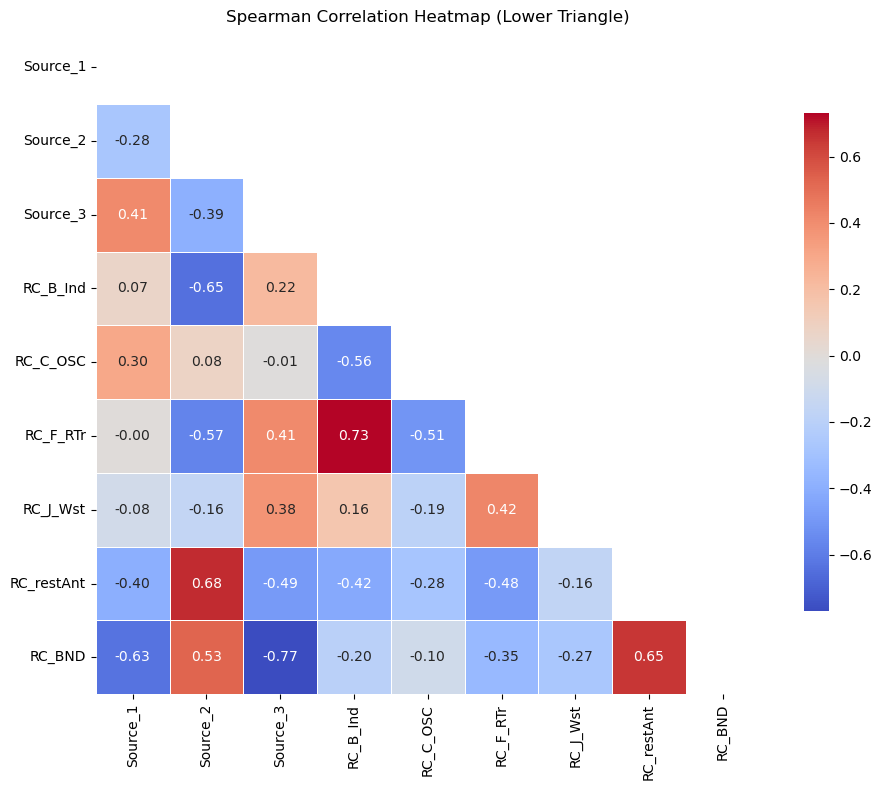 Spearman Correlation Heatmap (Lower Triangle)
Source_1
Source_2 -0.28
Source_3 0.41 -0.39
RC_B_Ind 0.07 -0.65 0.22
RC_C_OSC 0.30 0.08 -0.01 -0.56
RC_F_RTr -0.00 -0.57 0.41 0.73 -0.51
RC_J_Wst -0.08 -0.16 0.38 0.16 -0.19 0.42
RC_restAnt -0.40 0.68 -0.49 -0.42 -0.28 -0.48 -0.16
RC_BND -0.63 0.53 -0.77 -0.20 -0.10 -0.35 -0.27 0.65
Source_1 Source_2 Source_3 RC_B_Ind RC_C_OSC RC_F_RTr RC_J_Wst RC_restAnt RC_BND
0.6
0.4
0.2
0.0
−0.2
−0.4
−0.6